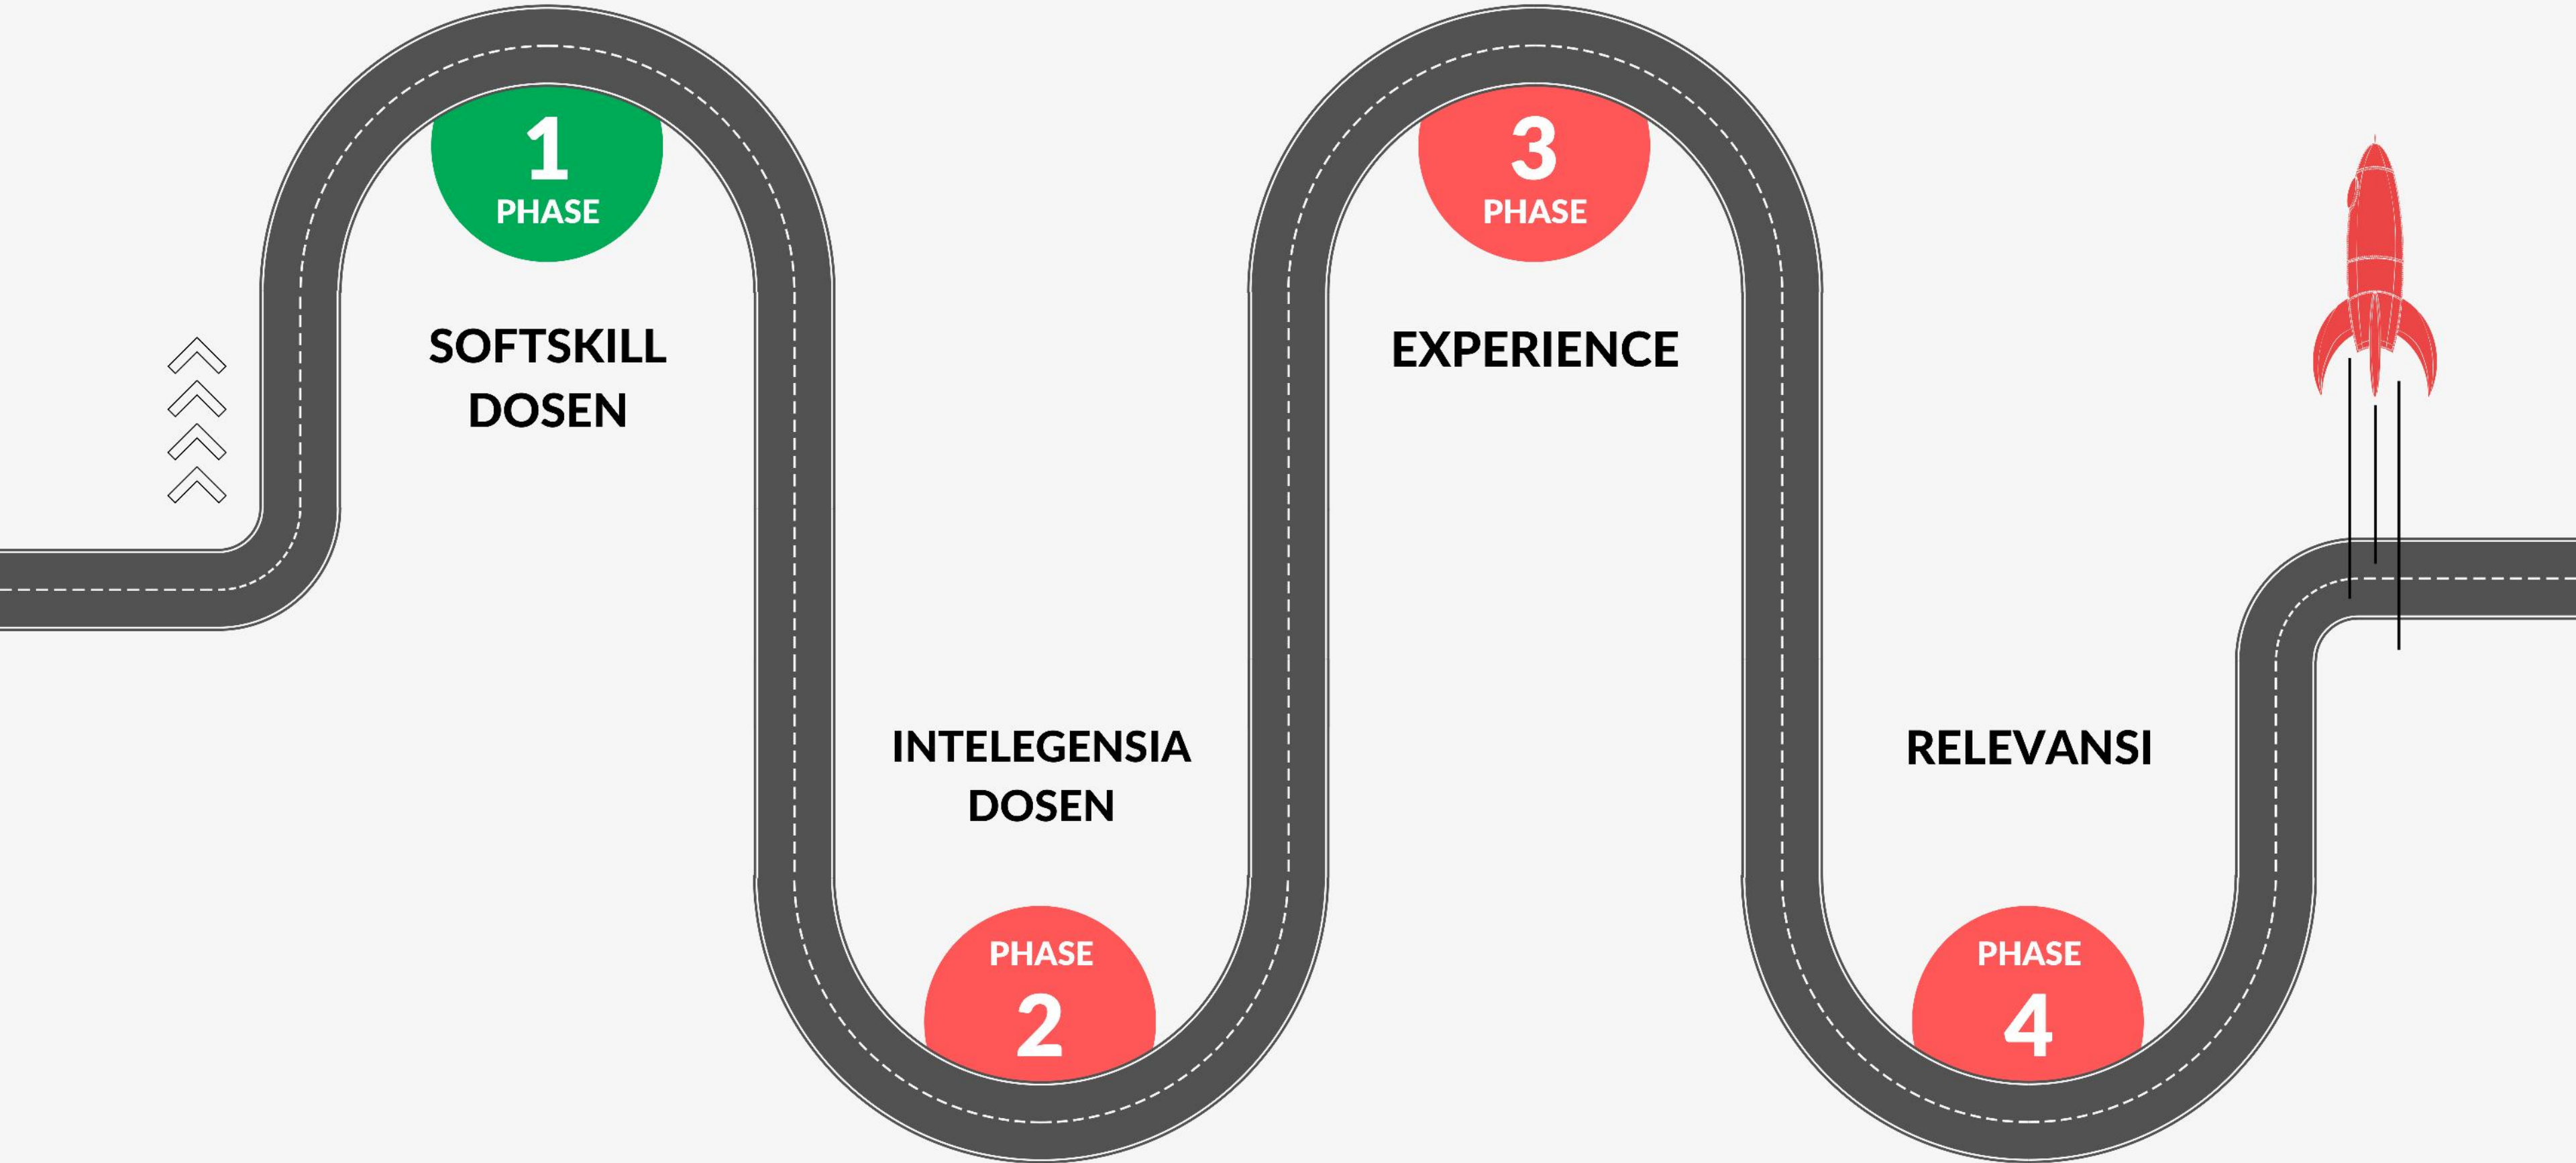 1
PHASE
SOFTSKILL
DOSEN
INTELEGENSIA
DOSEN
PHASE
2
3
PHASE
EXPERIENCE
RELEVANSI
PHASE
4